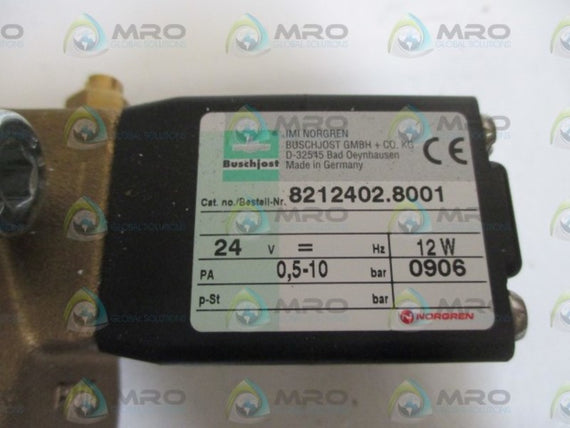 IMI NORGREN
BUSCHJOST GMBH + CO. KG
D-32545 Bad Oeynhausen
Made in Germany
Buschjost
CE
Cat. no./Bestell-Nr. 8212402.8001
24 V = Hz 12 W
PA 0,5-10 bar 0906
p-St bar
NORGREN
MRO
GLOBAL SOLUTIONS